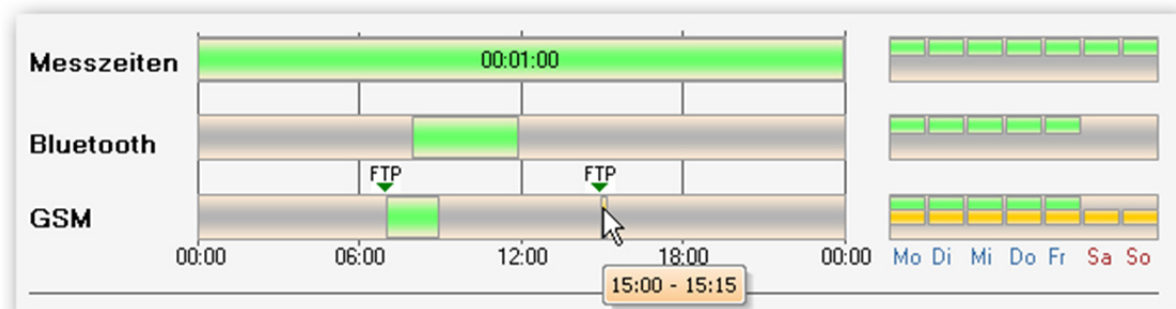 Messzeiten 00:01:00
Bluetooth
FTP FTP
GSM
00:00 06:00 12:00 18:00 00:00 Mo Di Mi Do Fr Sa So
15:00 - 15:15